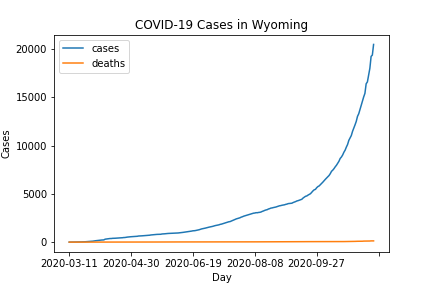 COVID-19 Cases in Wyoming
cases
deaths
20000
15000
10000
5000
0
Cases
2020-03-11 2020-04-30 2020-06-19 2020-08-08 2020-09-27
Day